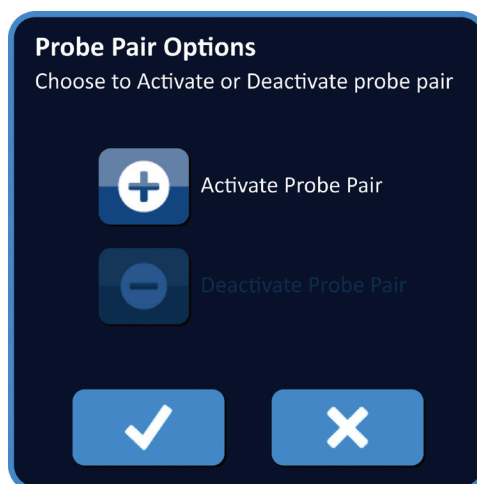 Probe Pair Options
Choose to Activate or Deactivate probe pair
Activate Probe Pair
Deactivate Probe Pair